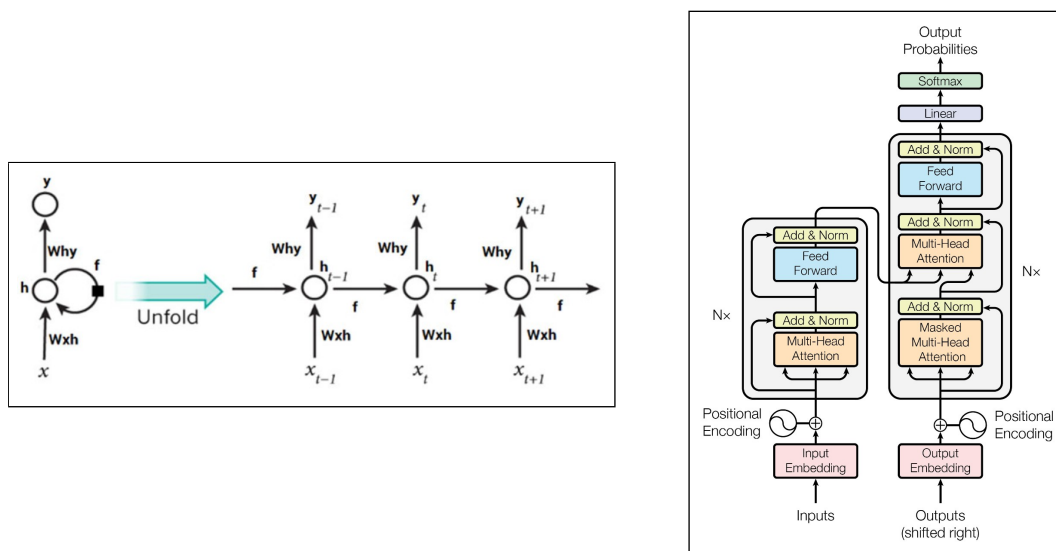 y
Why
f
h
Wxh
x
Unfold
y t-1
y t
y t+1
Why
Why
Why
f
h t-1
h t
h t+1
f
f
f
Wxh
Wxh
Wxh
x t-1
x t
x t+1
Output
Probabilities
Softmax
Linear
Add & Norm
Feed
Forward
Add & Norm
Multi-Head
Attention
Nx
Add & Norm
Masked
Multi-Head
Attention
Add & Norm
Feed
Forward
Nx
Add & Norm
Multi-Head
Attention
Positional
Encoding
Positional
Encoding
Input
Embedding
Output
Embedding
Inputs
Outputs
(shifted right)